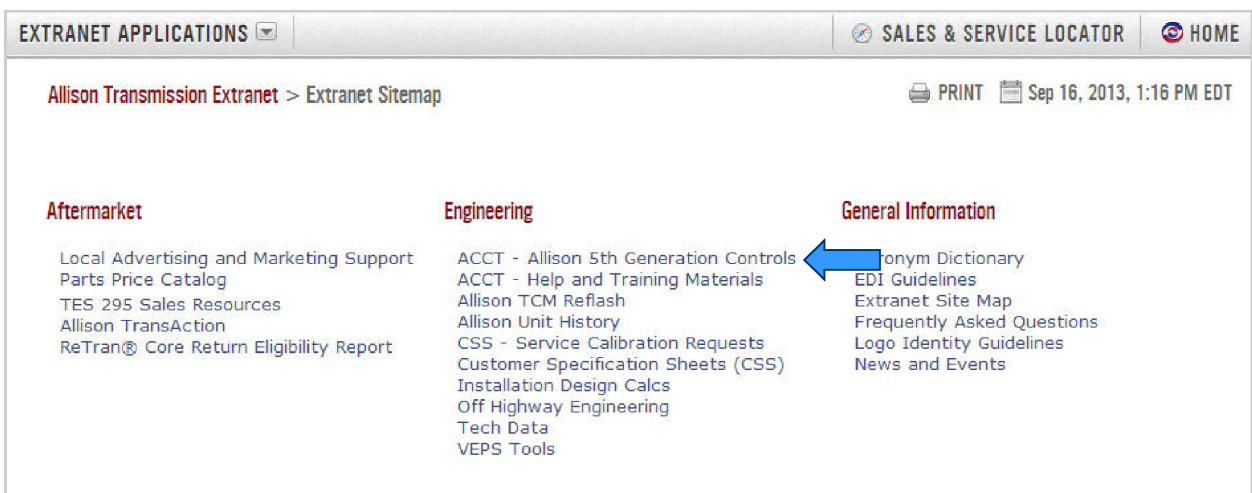 EXTRANET APPLICATIONS
SALES & SERVICE LOCATOR
HOME
Allison Transmission Extranet > Extranet Sitemap
PRINT
Sep 16, 2013, 1:16 PM EDT
Aftermarket
Local Advertising and Marketing Support
Parts Price Catalog
TES 295 Sales Resources
Allison TransAction
ReTran® Core Return Eligibility Report
Engineering
ACCT - Allison 5th Generation Controls
ACCT - Help and Training Materials
Allison TCM Reflash
Allison Unit History
CSS - Service Calibration Requests
Customer Specification Sheets (CSS)
Installation Design Calcs
Off Highway Engineering
Tech Data
VEPS Tools
General Information
Dictionary
EDI Guidelines
Extranet Site Map
Frequently Asked Questions
Logo Identity Guidelines
News and Events